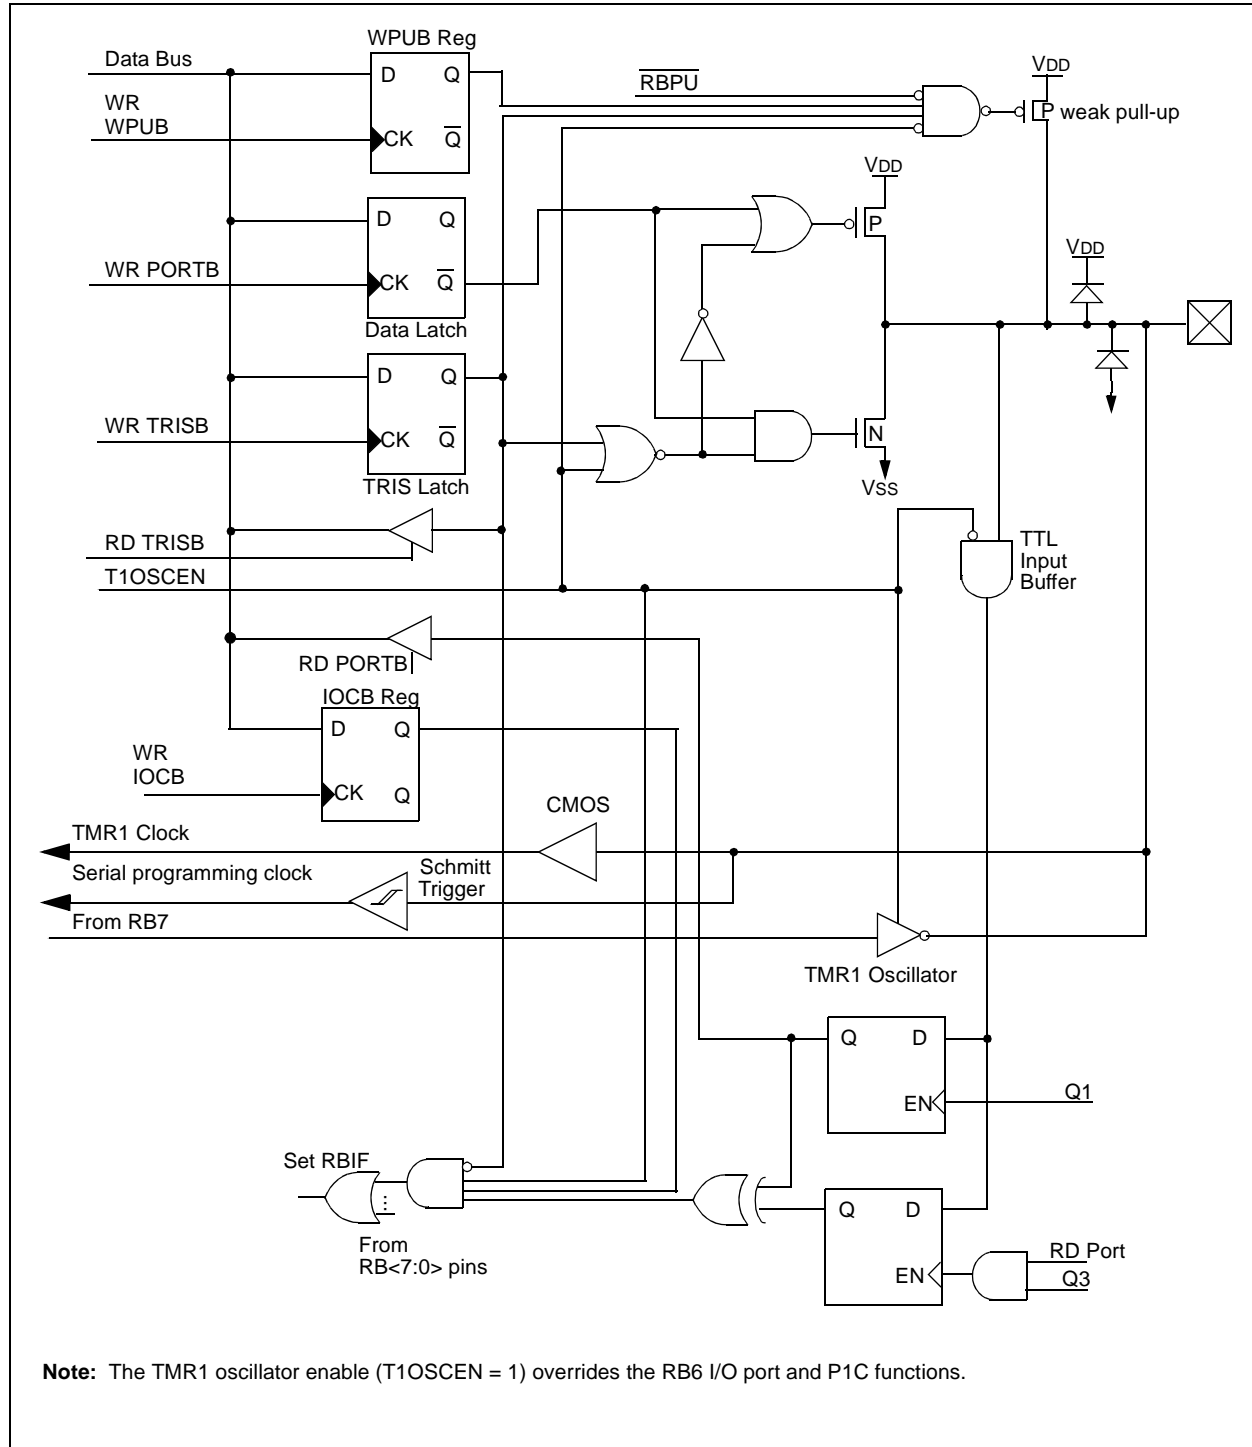 WPUB Reg
Data Bus
D Q
WR
WPUB
CK Q̅
R̅B̅P̅U̅
VDD
P weak pull-up
VDD
P
D Q
WR PORTB
CK Q̅
Data Latch
VDD
D Q
WR TRISB
CK Q̅
TRIS Latch
N
VSS
RD TRISB
T1OSCEN
TTL
Input
Buffer
RD PORTB
IOCB Reg
D Q
WR
IOCB
CK Q
CMOS
TMR1 Clock
Serial programming clock
Schmitt
Trigger
From RB7
TMR1 Oscillator
Q D
EN
Q1
Set RBIF
From
RB<7:0> pins
Q D
EN
RD Port
Q3
Note: The TMR1 oscillator enable (T1OSCEN = 1) overrides the RB6 I/O port and P1C functions.